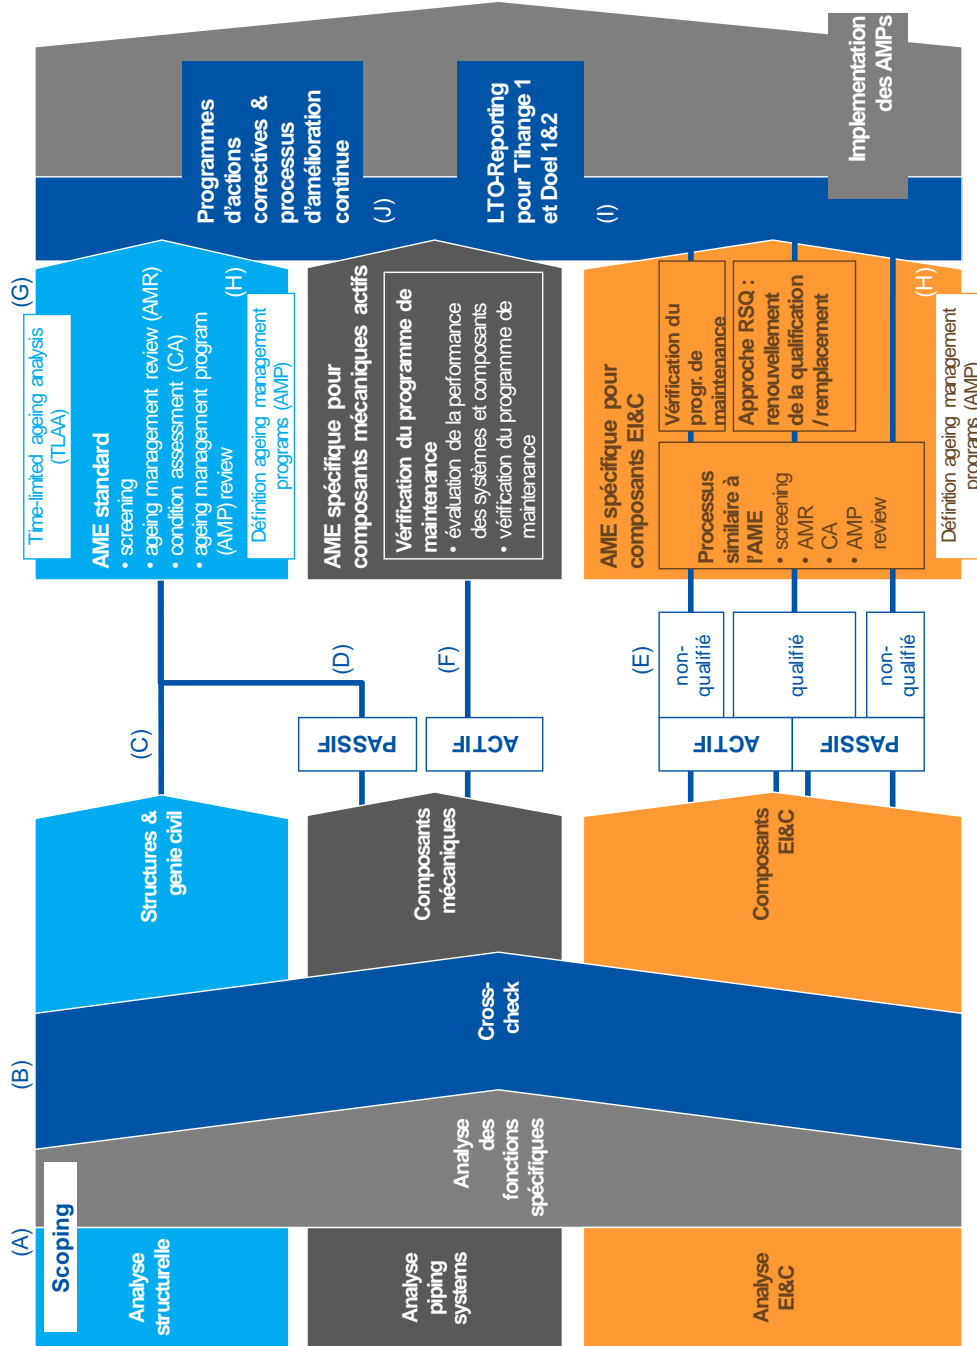 (A)
Scoping
Analyse
structurelle
Analyse
piping
systems
Analyse
EI&C
Analyse
des
fonctions
spécifiques
(B)
Cross-
check
Structures &
genie civil
Composants
mécaniques
Composants
EI&C
(C)
(D)
PASSIF
(F)
ACTIF
(E)
ACTIF
PASSIF
non-
qualifié
qualifié
non-
qualifié
(G)
Time-limited ageing analysis
(TLAA)
AME standard
• screening
• ageing management review (AMR)
• condition assessment (CA)
• ageing management program
(AMP) review
(H)
Définition ageing management
programs (AMP)
AME spécifique pour
composants mécaniques actifs
Vérification du programme de
maintenance
• évaluation de la performance
des systèmes et composants
• vérification du programme de
maintenance
AME spécifique pour
composants EI&C
Processus
similaire à
l'AME
• screening
• AMR
• CA
• AMP
review
Vérification du
progr. de
maintenance
Approche RSQ :
renouvellement
de la qualification
/ remplacement
(H)
Définition ageing management
programs (AMP)
Programmes
d'actions
correctives &
processus
d'amélioration
continue
(J)
LTO-Reporting
pour Tihange 1
et Doel 1&2
(I)
Implementation
des AMPs